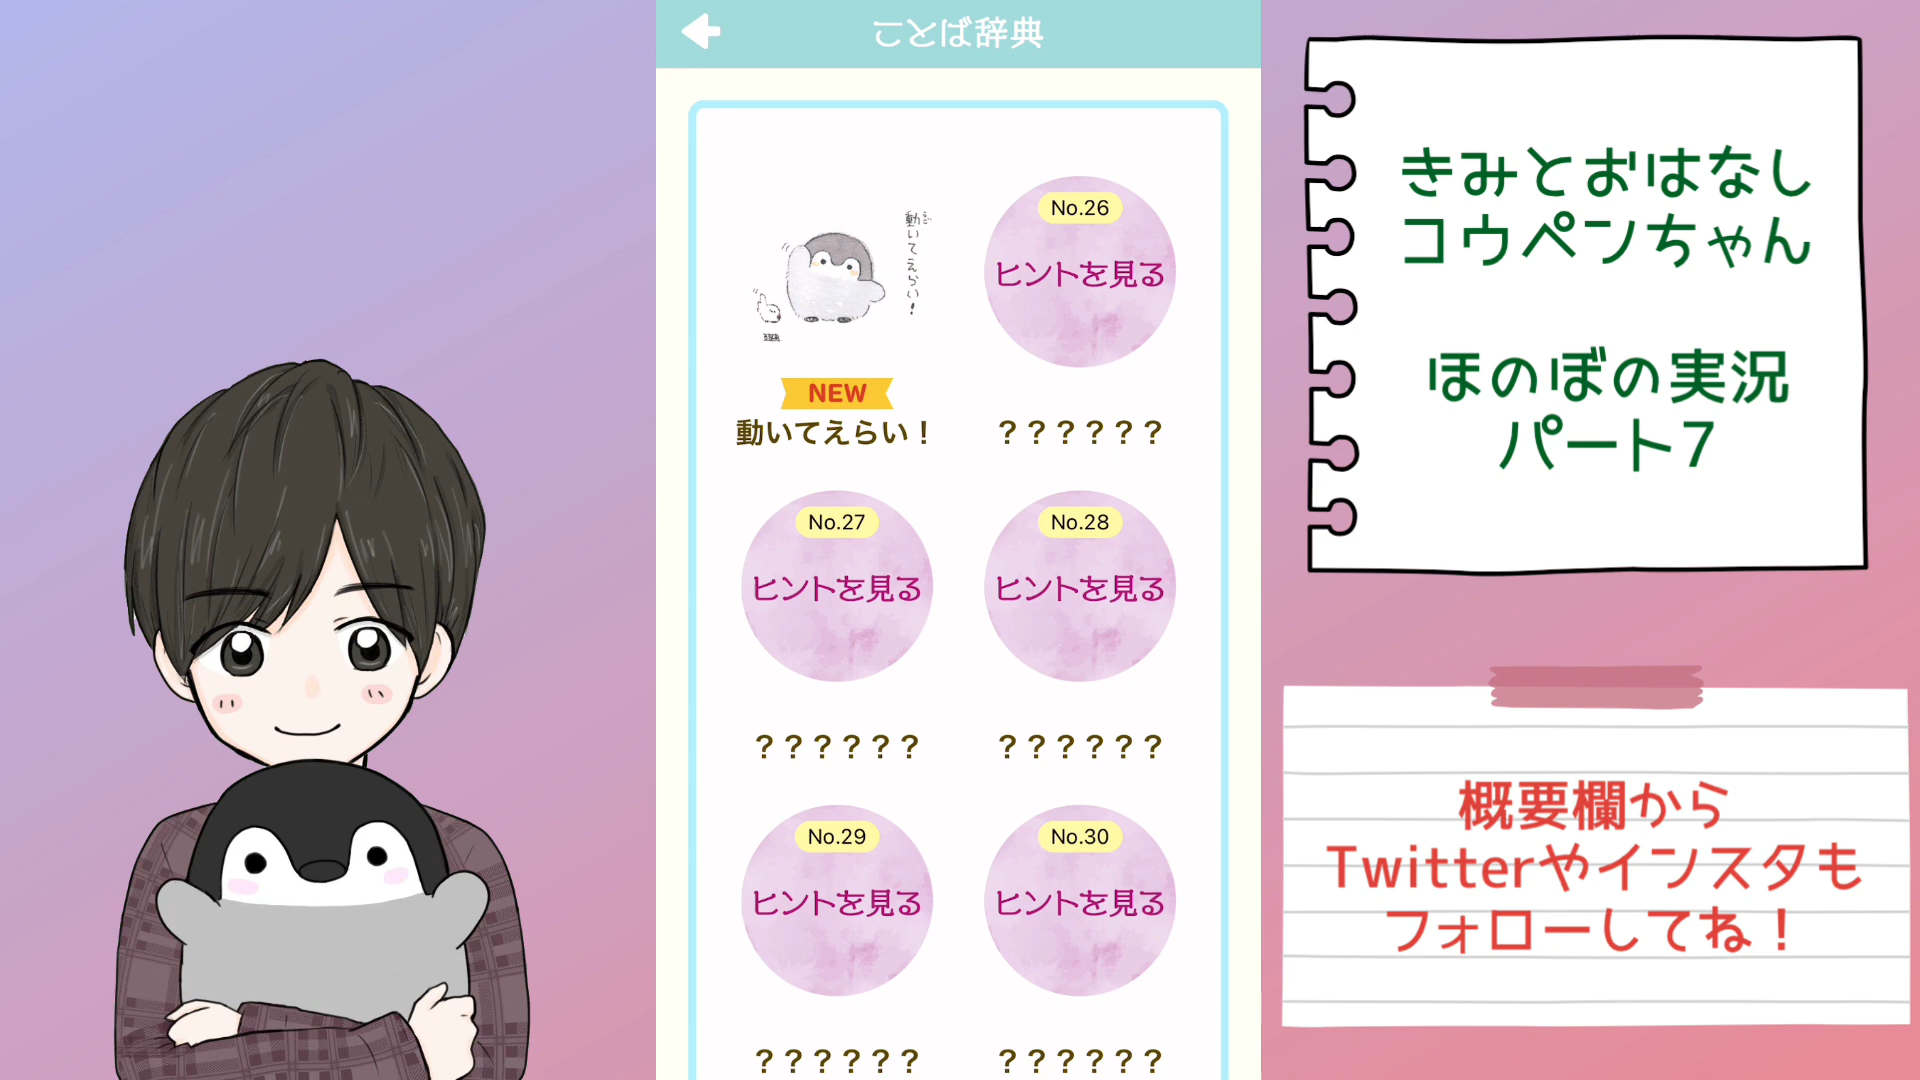 ことば辞典
動いてえらい!
NEW
動いてえらい！
No.26
ヒントを見る
？？？？？？
No.27
ヒントを見る
？？？？？？
No.28
ヒントを見る
？？？？？？
No.29
ヒントを見る
？？？？？？
No.30
ヒントを見る
？？？？？？
きみとおはなし
コウペンちゃん
ほのぼの実況
パート7
概要欄から
Twitterやインスタも
フォローしてね！